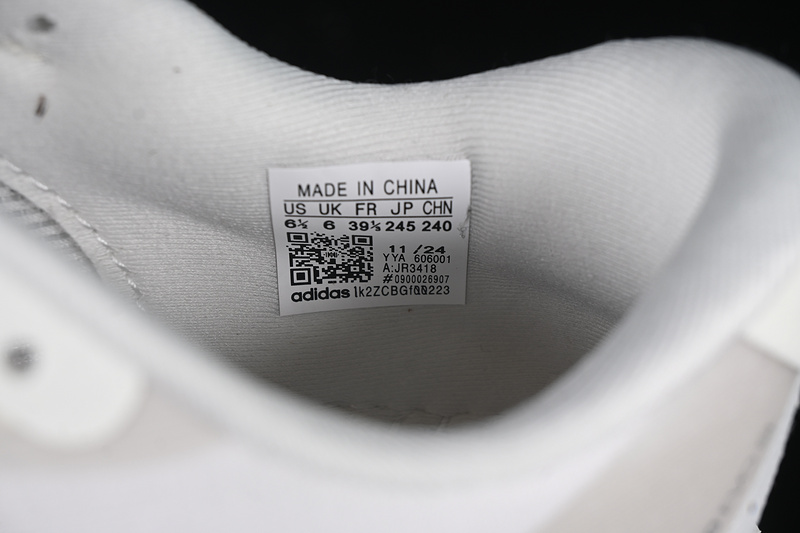 MADE IN CHINA
US UK FR JP CHN
6½ 6 39⅓ 245 240
11 /24
YYA 606001
A:JR3418
#0900026907
adidas